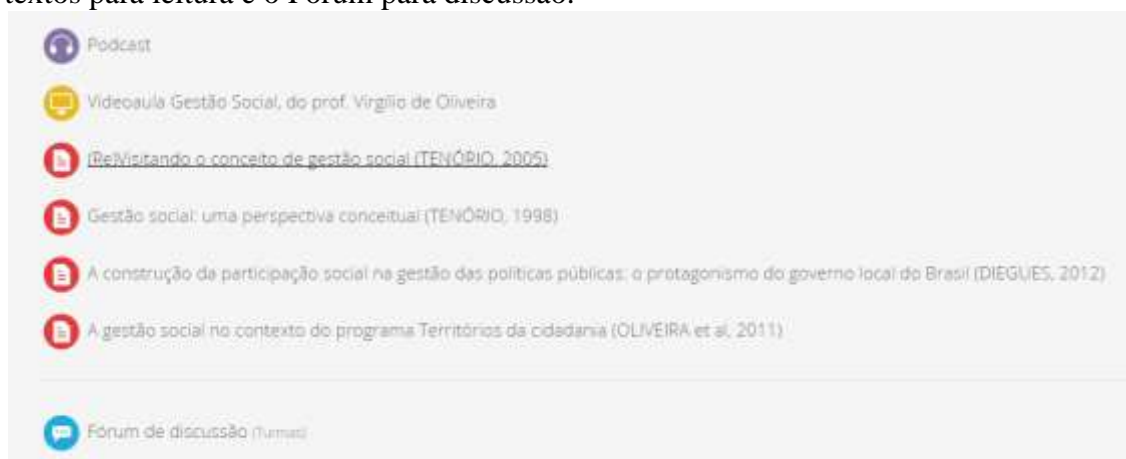 textos para leitura e o Fórum para discussão.
Podcast
Videoaula Gestão Social, do prof. Virgílio de Oliveira
(Re)Visitando o conceito de gestão social (TENÓRIO, 2005)
Gestão social: uma perspectiva conceitual (TENÓRIO, 1998)
A construção da participação social na gestão das políticas públicas: o protagonismo do governo local do Brasil (DIEGUES, 2012)
A gestão social no contexto do programa Territórios da cidadania (OLIVEIRA et al, 2011)
Fórum de discussão (Turmas)